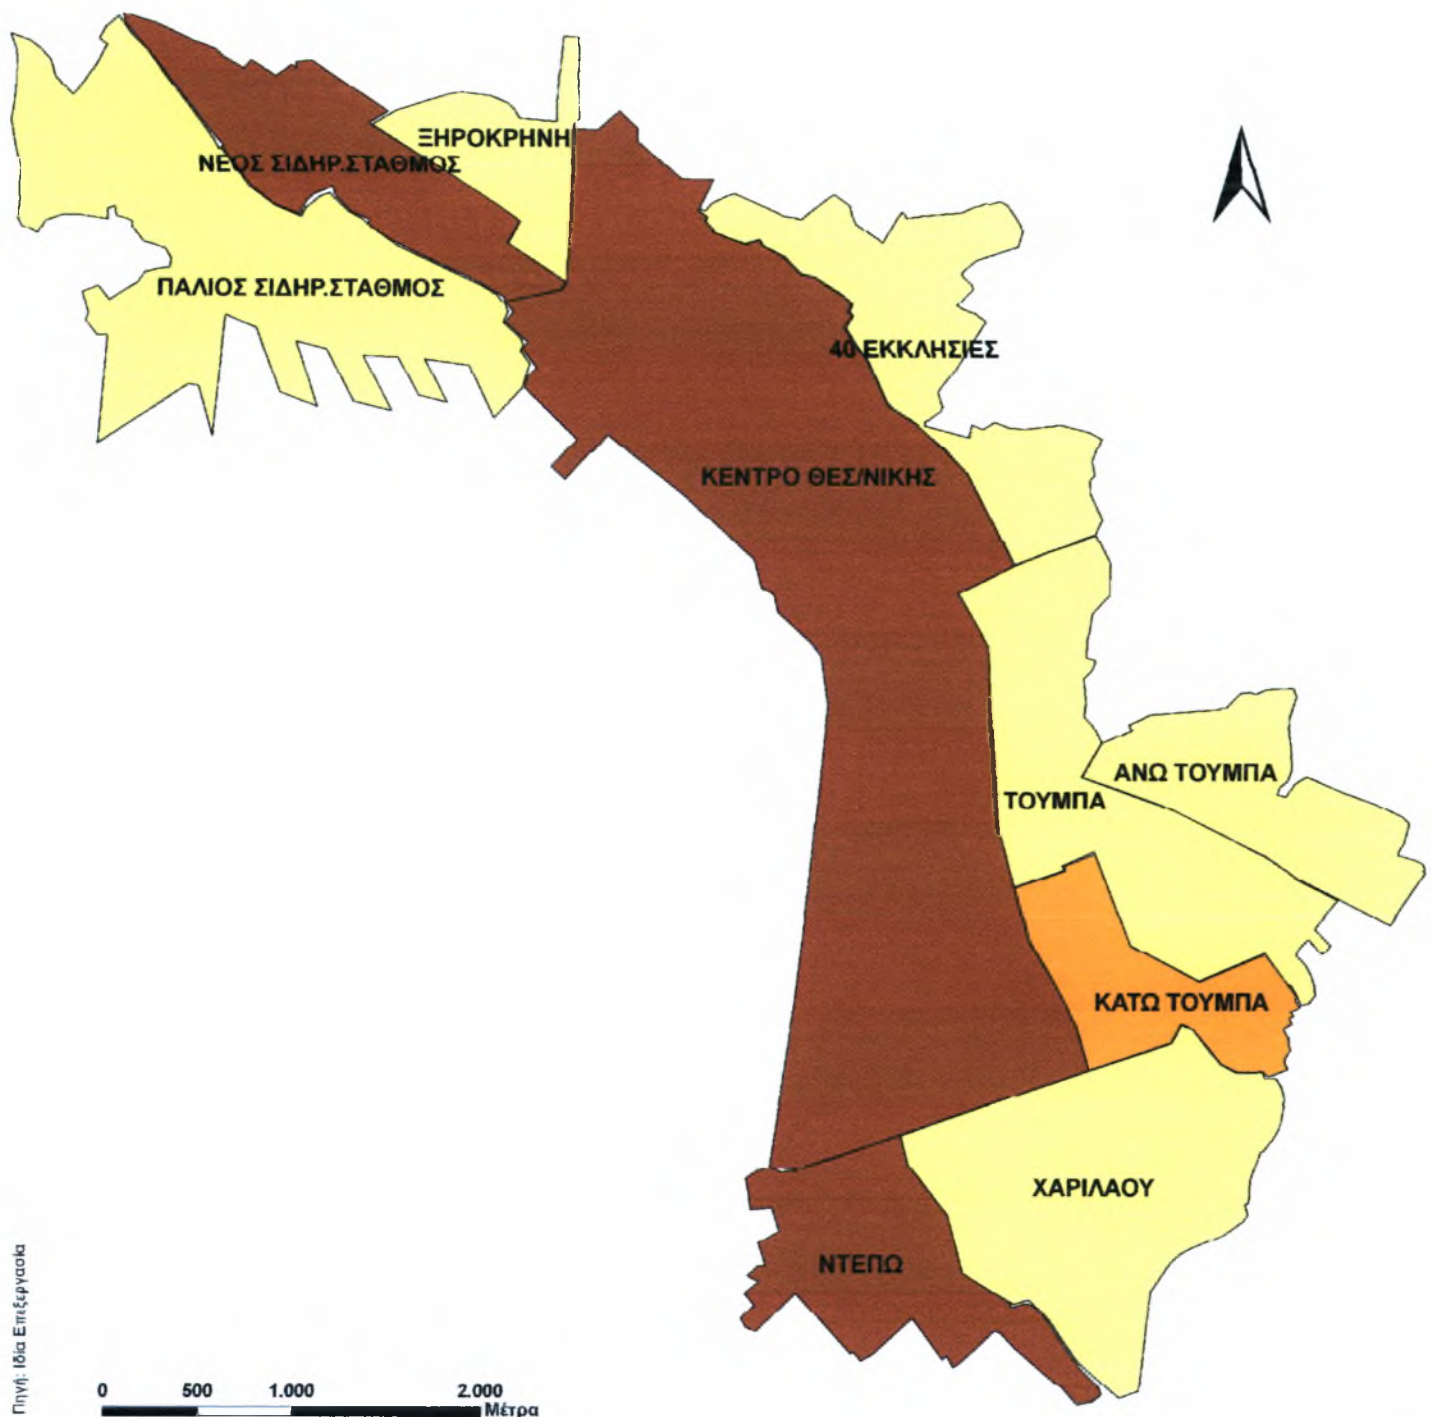 ΞΗΡΟΚΡΗΝΗ
ΝΕΟΣ ΣΙΔΗΡ.ΣΤΑΘΜΟΣ
ΠΑΛΙΟΣ ΣΙΔΗΡ.ΣΤΑΘΜΟΣ
40 ΕΚΚΛΗΣΙΕΣ
ΚΕΝΤΡΟ ΘΕΣ/ΝΙΚΗΣ
ΑΝΩ ΤΟΥΜΠΑ
ΤΟΥΜΠΑ
ΚΑΤΩ ΤΟΥΜΠΑ
ΧΑΡΙΛΑΟΥ
ΝΤΕΠΩ
Πηγή: Ιδία Επεξεργασία
0 500 1.000 2.000
Μέτρα